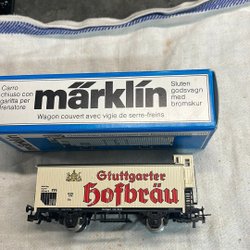 Carro
chiuso con
garitta per
frenatore
märklin
Wagon couvert avec vigie de serre-freins
Sluten
godsvagn
med
bromskur
Stuttgarter
Hofbräu